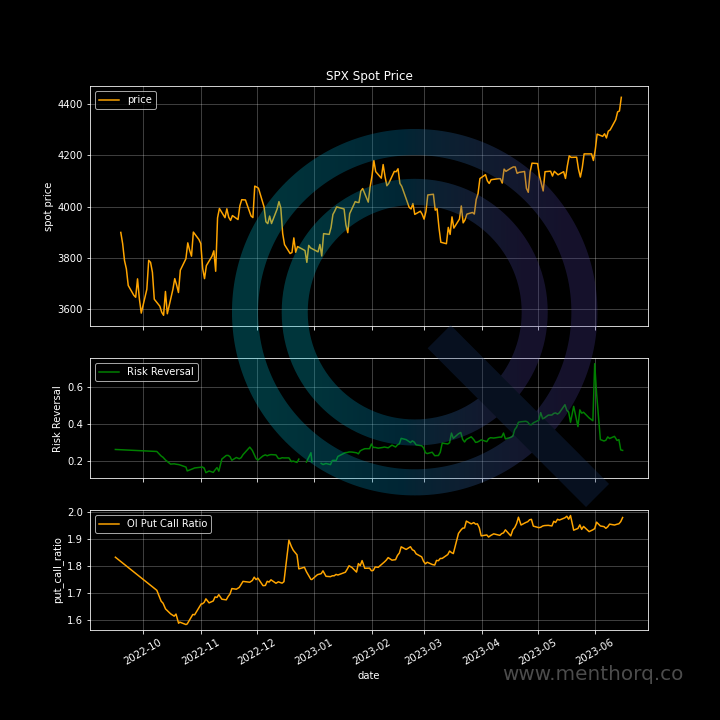 SPX Spot Price
price
4400
4200
4000
3800
3600
spot price
Risk Reversal
0.6
0.4
0.2
Risk Reversal
OI Put Call Ratio
2.0
1.9
1.8
1.7
1.6
put_call_ratio
2022-10
2022-11
2022-12
2023-01
2023-02
2023-03
2023-04
2023-05
2023-06
date
www.menthorq.co